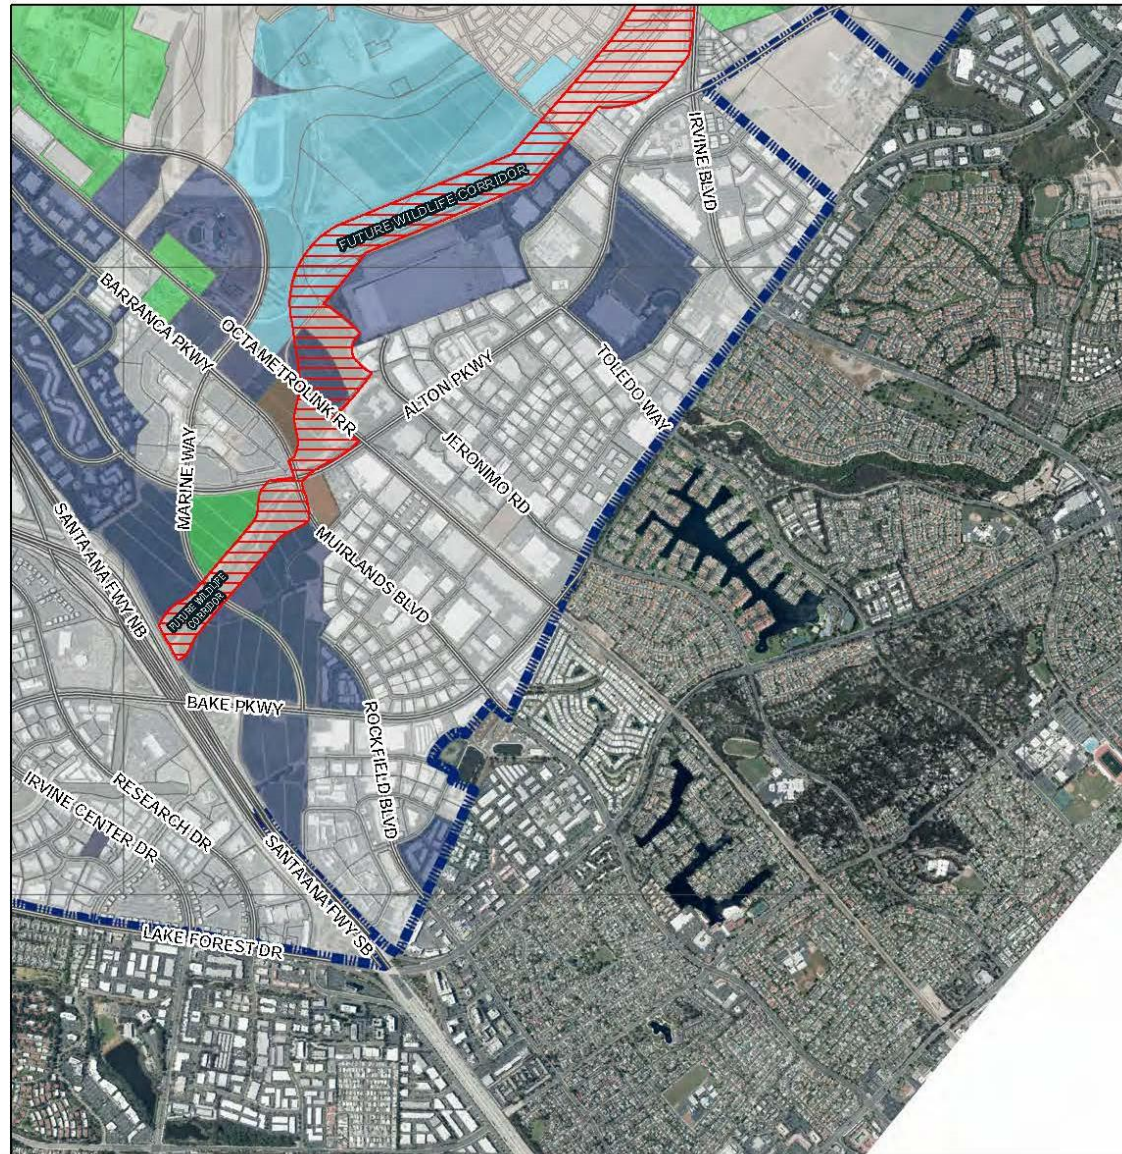 IRVINE BLVD
FUTURE WILDLIFE CORRIDOR
BARRANCA PKWY
OCTA METROLINK RR
TOLEDO WAY
ALTON PKWY
MARINE WAY
JERONIMO RD
SANTA ANA FWY NB
MUIRLANDS BLVD
FUTURE WILDLIFE
CORRIDOR
BAKE PKWY
ROCKFIELD BLVD
RESEARCH DR
IRVINE CENTER DR
SANTA ANA FWY SB
LAKE FOREST DR